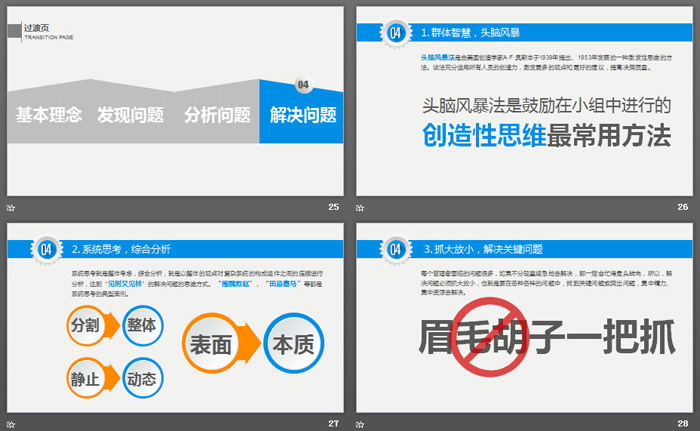 过渡页
TRANSITION PAGE
04
基本理念 发现问题 分析问题 解决问题
25
04 1. 群体智慧，头脑风暴
头脑风暴法是由美国创造学家A·F·奥斯本于1939年提出、1953年发表的一种激发性思维的方
法。该法充分运用所有人员的创造力，激发更多的观点和更好的建议，提高决策质量。
头脑风暴法是鼓励在小组中进行的
创造性思维最常用方法
26
04 2. 系统思考，综合分析
系统思考就是整体考虑，综合分析，就是以整体的观点对复杂系统的构成组件之间的连接进行
分析，达到“见树又见林”的解决问题的思维方式。“围魏救赵”、“田忌赛马”等都是
系统思考的典型案例。
分割 整体
静止 动态
表面 本质
27
04 3. 抓大放小，解决关键问题
每个管理者面临的问题很多，如果不分轻重缓急地去解决，那一定会忙得晕头转向，所以，解
决问题必须抓大放小，也就是要在各种各样的问题中，找到关键问题或突出问题，集中精力、
集中资源去解决。
眉毛胡子一把抓
28